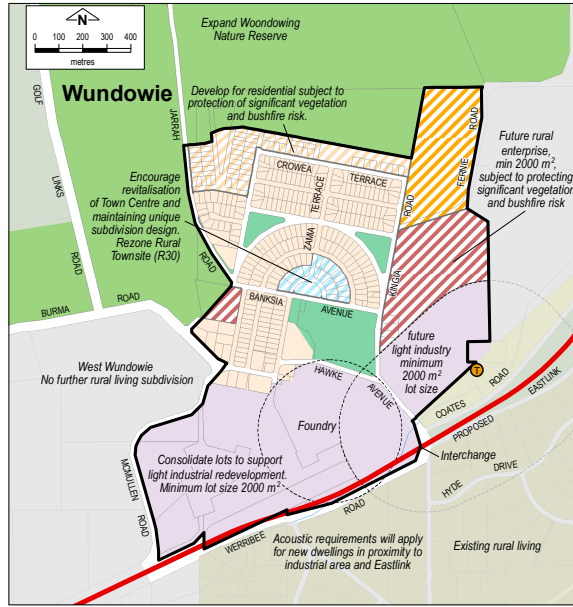 N
0 100 200 300 400
metres
Wundowie
Expand Woondowing
Nature Reserve
Develop for residential subject to
protection of significant vegetation
and bushfire risk.
GOLF
LINKS
ROAD
JARRAH
ROAD
Encourage
revitalisation
of Town Centre and
maintaining unique
subdivision design.
Rezone Rural
Townsite (R30)
CROWEA
TERRACE
TERRACE
ZAMIA
ROAD
KINGIA
ROAD
FERNIE
Future rural
enterprise,
min 2000 m²,
subject to protecting
significant vegetation
and bushfire risk
BURMA
ROAD
BANKSIA
AVENUE
HAWKE
AVENUE
future
light industry
minimum
2000 m²
lot size
T
West Wundowie
No further rural living subdivision
COATES
ROAD
PROPOSED
EASTLINK
Foundry
Interchange
Consolidate lots to support
light industrial redevelopment.
Minimum lot size 2000 m²
MCMULLEN
ROAD
HYDE
DRIVE
WERRIBEE
ROAD
Acoustic requirements will apply
for new dwellings in proximity to
industrial area and Eastlink
Existing rural living